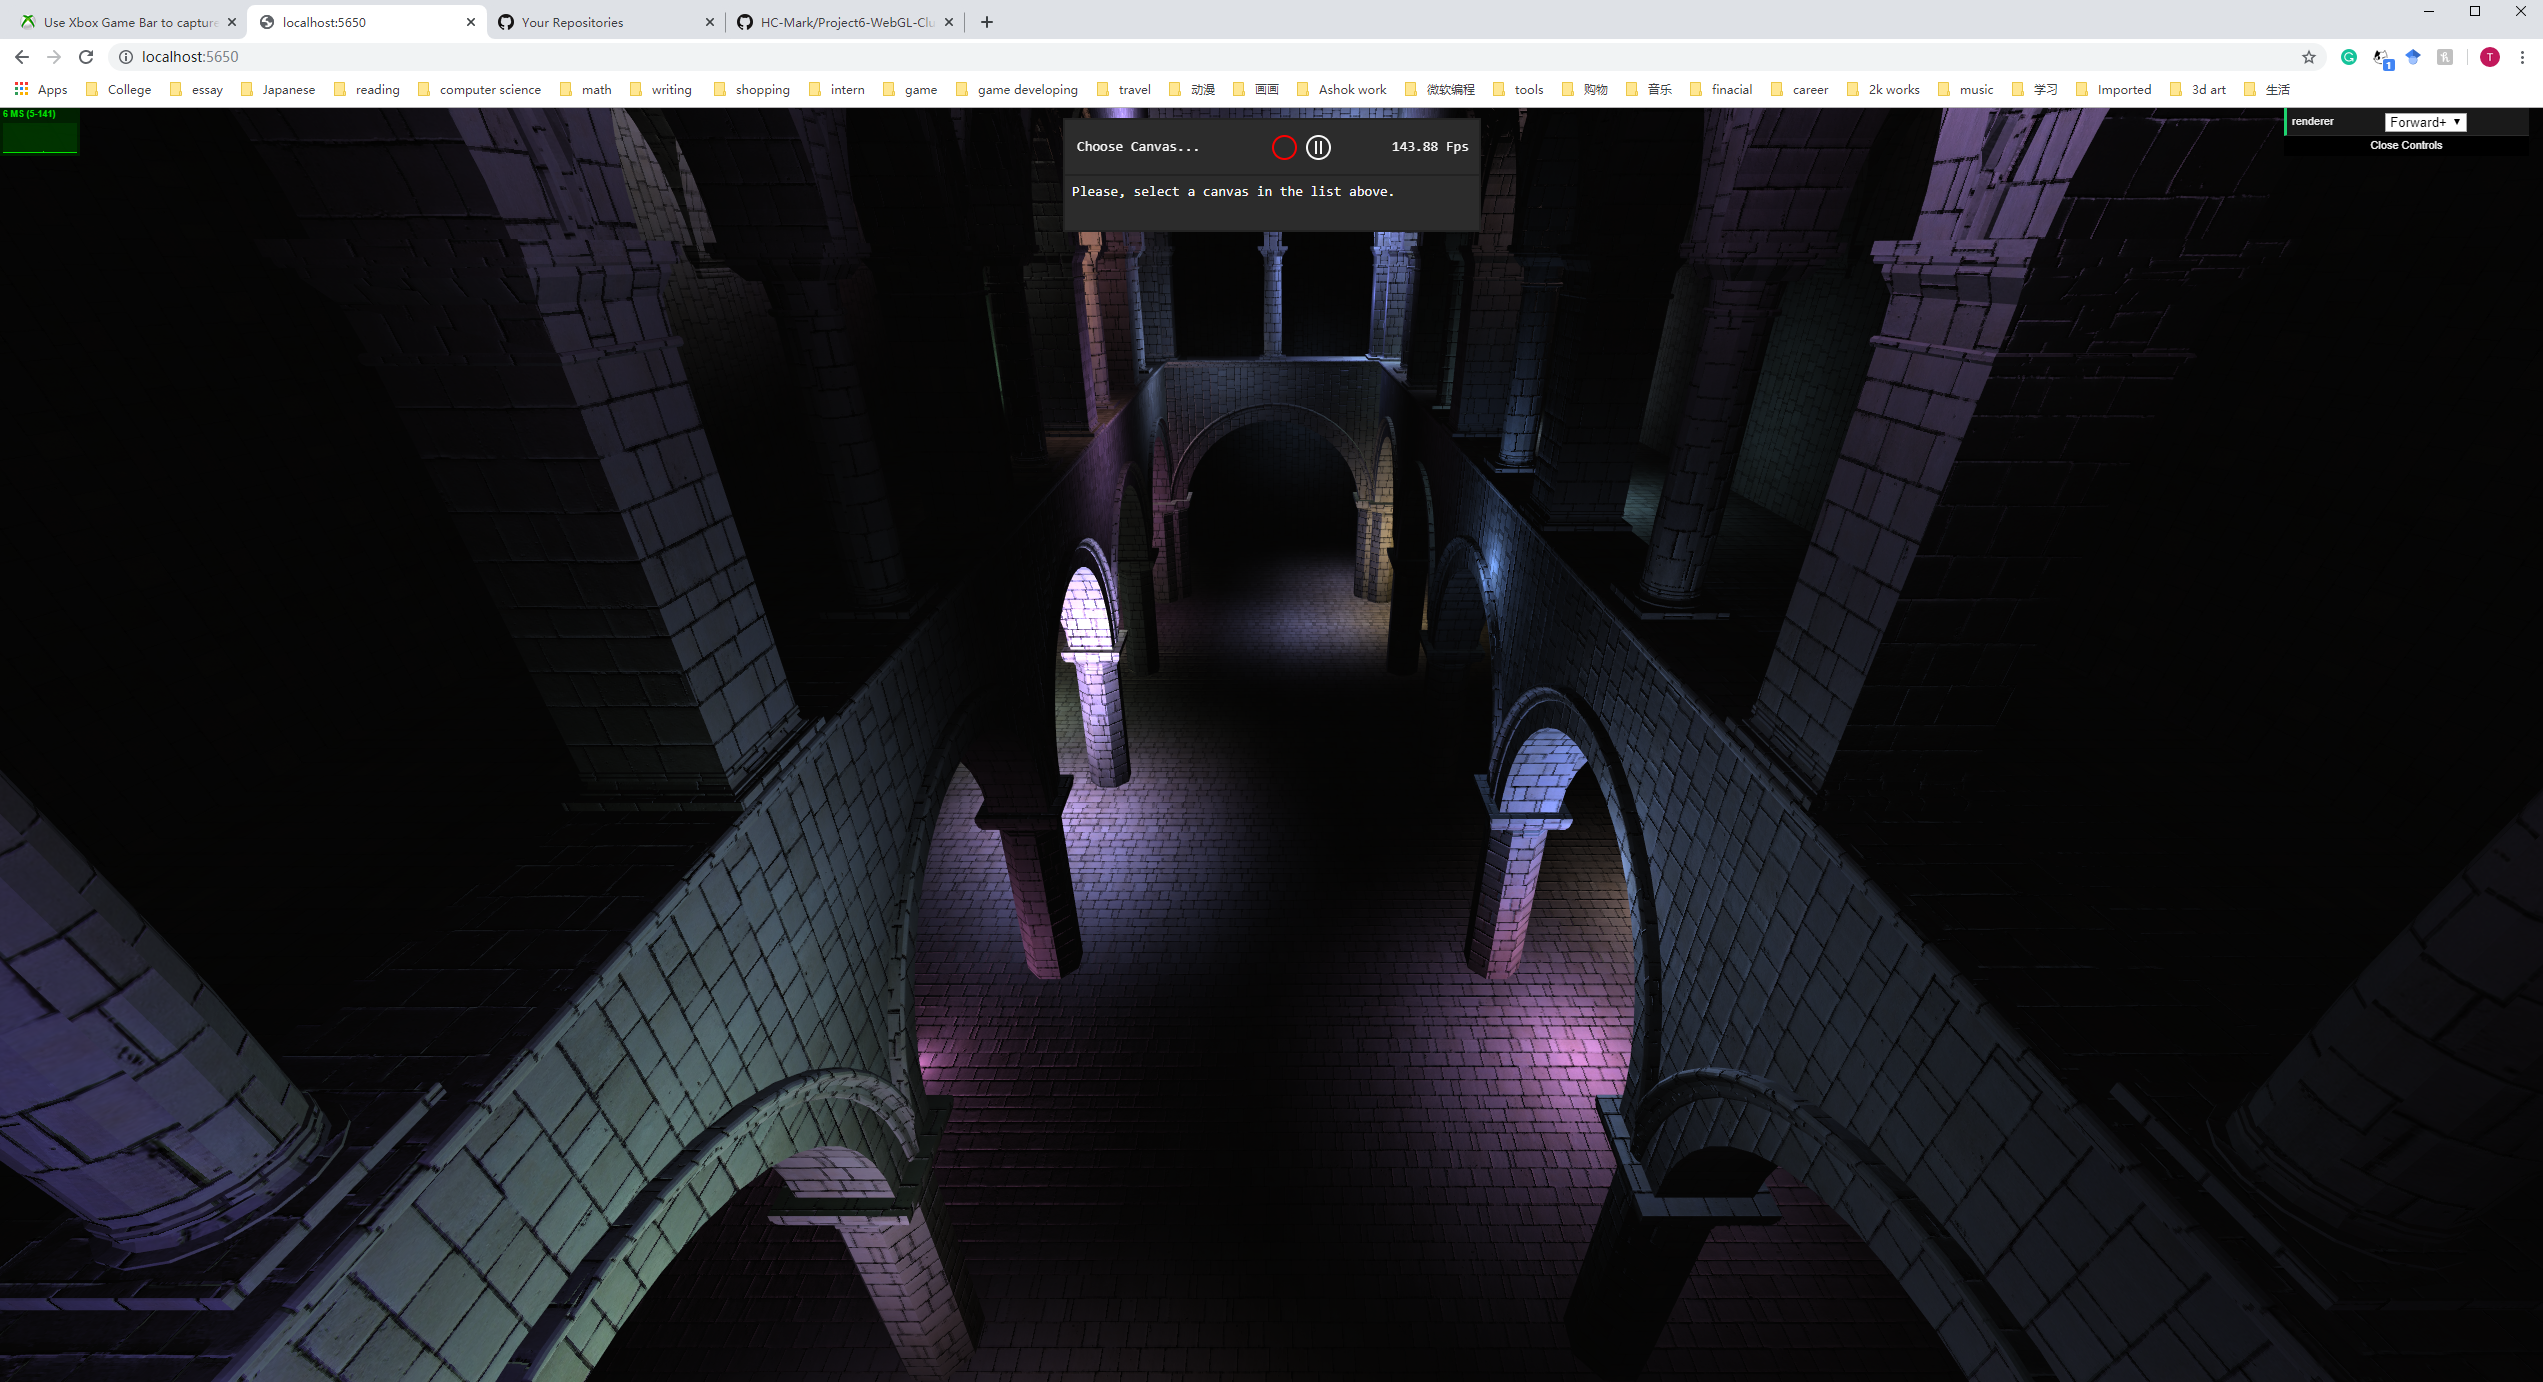 Use Xbox Game Bar to capture
localhost:5650
Your Repositories
HC-Mark/Project6-WebGL-Clu
localhost:5650
1
T
Apps
College
essay
Japanese
reading
computer science
math
writing
shopping
intern
game
game developing
travel
动漫
画画
Ashok work
微软编程
tools
购物
音乐
finacial
career
2k works
music
学习
Imported
3d art
生活
6 MS (5-141)
Choose Canvas...
143.88 Fps
Please, select a canvas in the list above.
renderer
Forward+
Close Controls